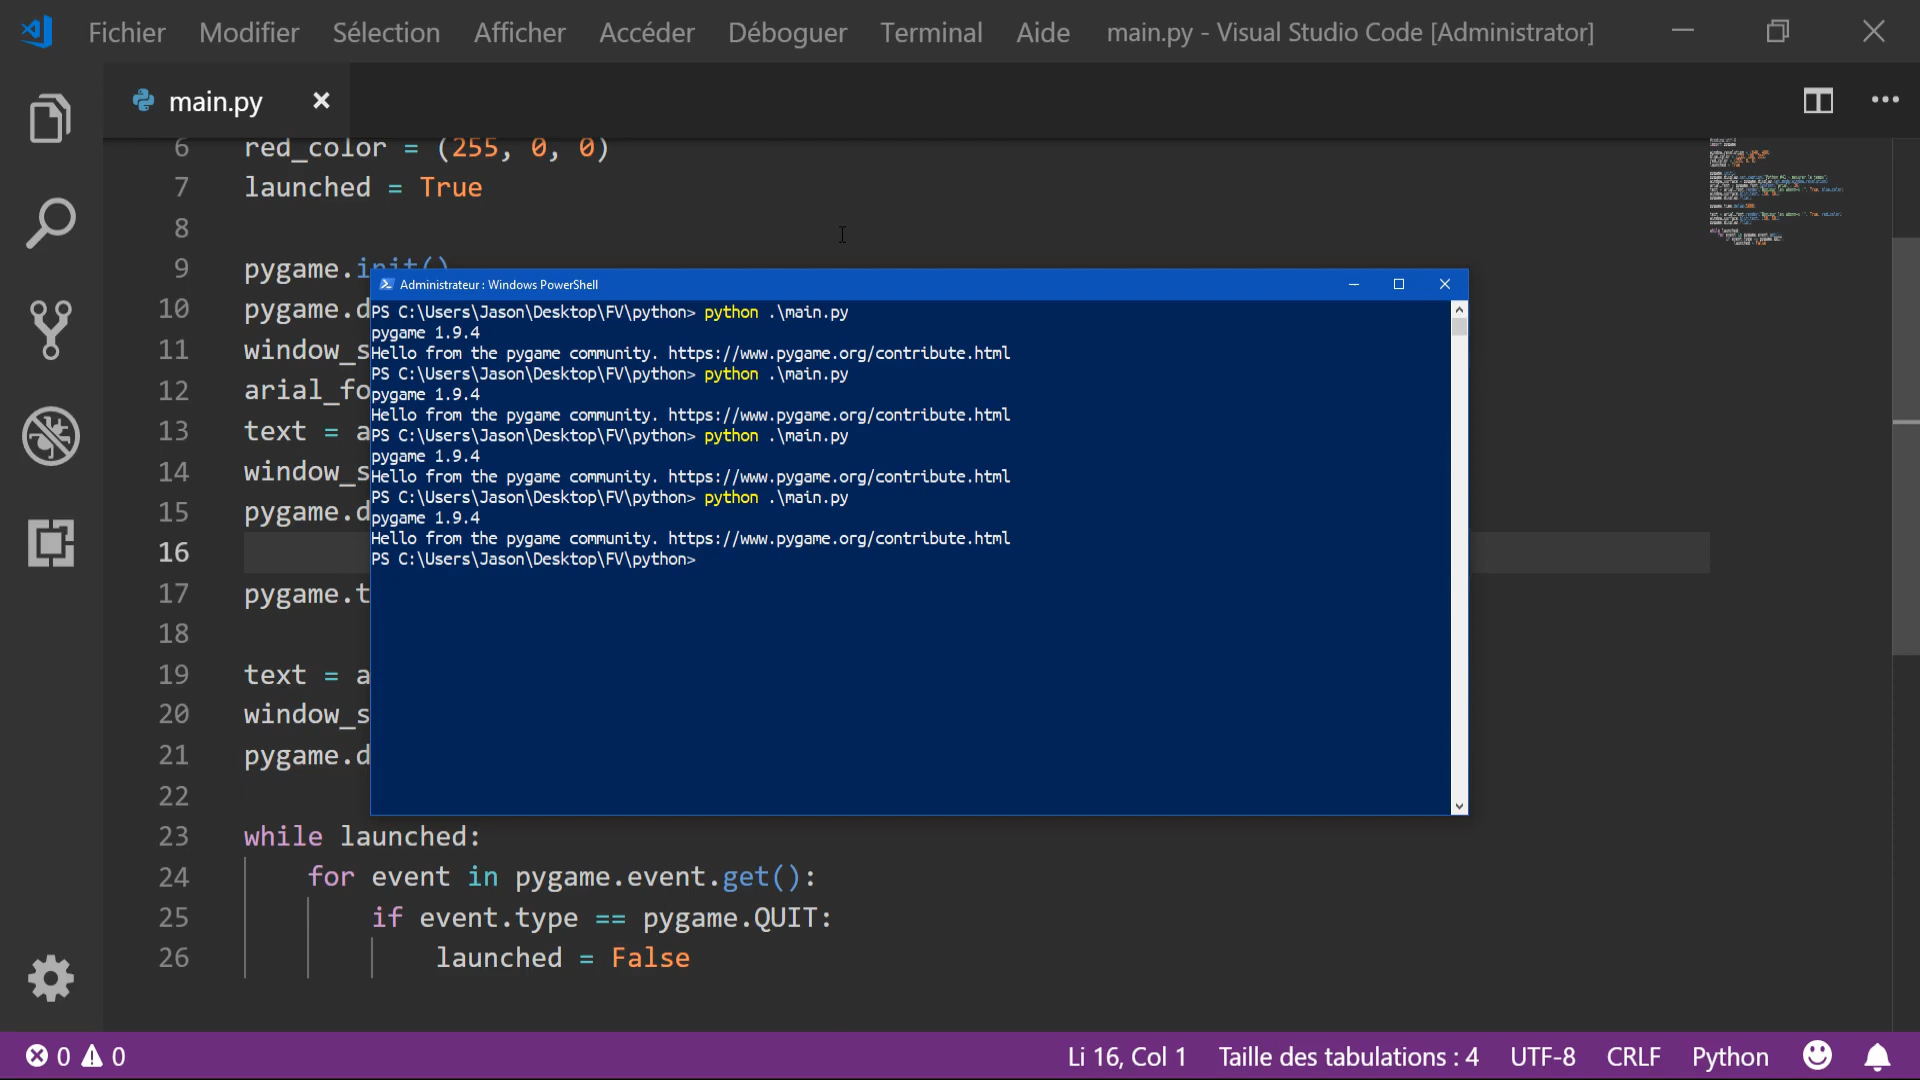 Fichier Modifier Sélection Afficher Accéder Déboguer Terminal Aide main.py - Visual Studio Code [Administrator]
main.py
6 red_color = (255, 0, 0)
7 launched = True
8
9 pygame.init()
10 pygame.d
11 window_s
12 arial_fo
13 text = a
14 window_s
15 pygame.d
16
17 pygame.t
18
19 text = a
20 window_s
21 pygame.d
22
23 while launched:
24 for event in pygame.event.get():
25 if event.type == pygame.QUIT:
26 launched = False
Administrateur : Windows PowerShell
PS C:\Users\Jason\Desktop\FV\python> python .\main.py
pygame 1.9.4
Hello from the pygame community. https://www.pygame.org/contribute.html
PS C:\Users\Jason\Desktop\FV\python> python .\main.py
pygame 1.9.4
Hello from the pygame community. https://www.pygame.org/contribute.html
PS C:\Users\Jason\Desktop\FV\python> python .\main.py
pygame 1.9.4
Hello from the pygame community. https://www.pygame.org/contribute.html
PS C:\Users\Jason\Desktop\FV\python> python .\main.py
pygame 1.9.4
Hello from the pygame community. https://www.pygame.org/contribute.html
PS C:\Users\Jason\Desktop\FV\python>
0 0 Li 16, Col 1 Taille des tabulations : 4 UTF-8 CRLF Python